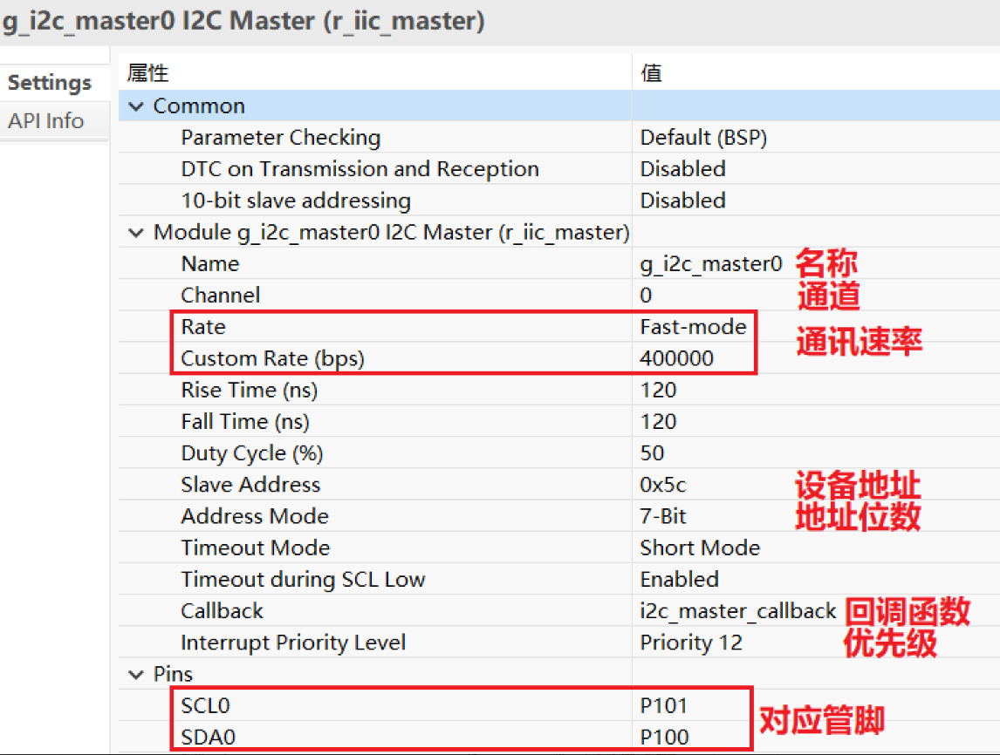 g_i2c_master0 I2C Master (r_iic_master)
Settings
API Info
属性 值
Common
Parameter Checking Default (BSP)
DTC on Transmission and Reception Disabled
10-bit slave addressing Disabled
Module g_i2c_master0 I2C Master (r_iic_master)
Name g_i2c_master0 名称
Channel 0 通道
Rate Fast-mode
通讯速率
Custom Rate (bps) 400000
Rise Time (ns) 120
Fall Time (ns) 120
Duty Cycle (%) 50
Slave Address 0x5c 设备地址
Address Mode 7-Bit 地址位数
Timeout Mode Short Mode
Timeout during SCL Low Enabled
Callback i2c_master_callback 回调函数
Interrupt Priority Level Priority 12 优先级
Pins
SCL0 P101
对应管脚
SDA0 P100